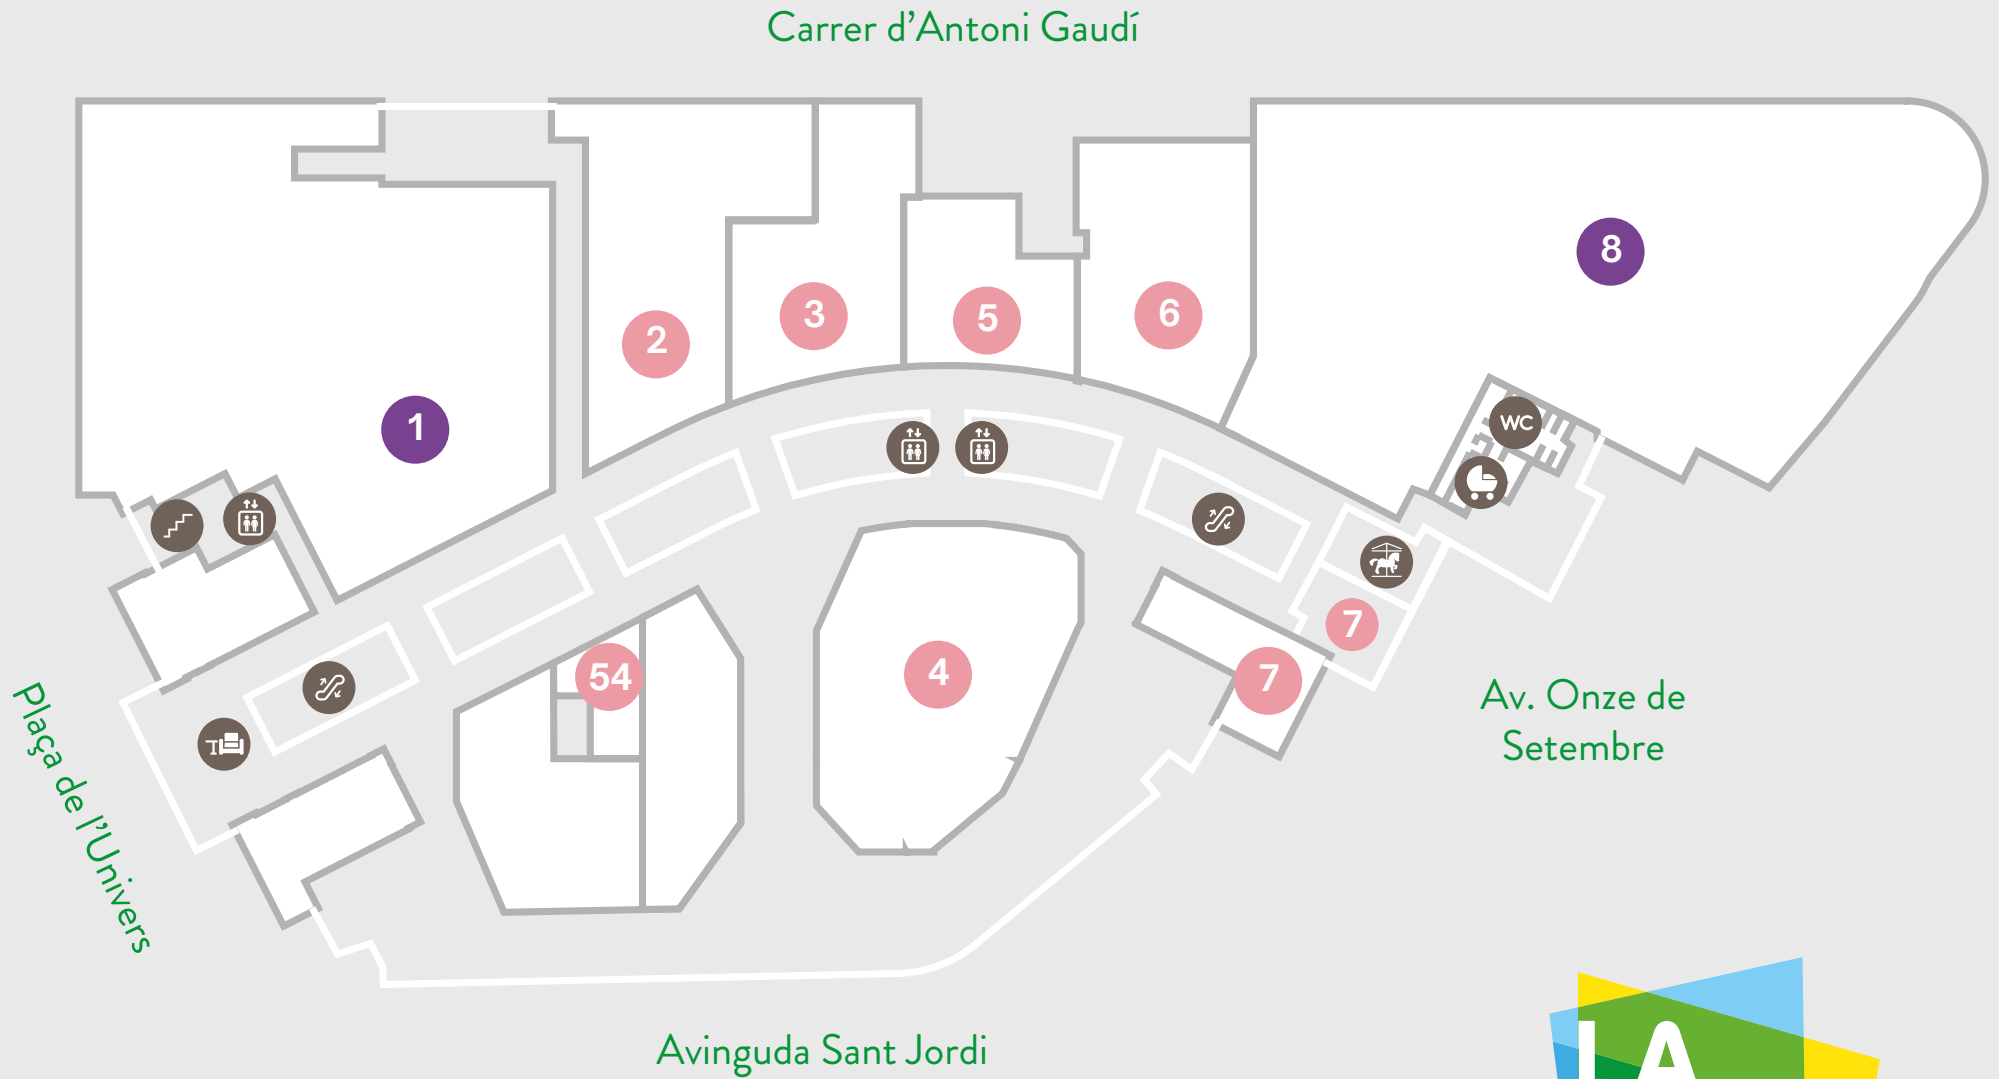 Carrer d’Antoni Gaudí
8
3
5
6
2
1
WC
7
54
4
7
Plaça de l’Univers
Av. Onze de
Setembre
Avinguda Sant Jordi
LA